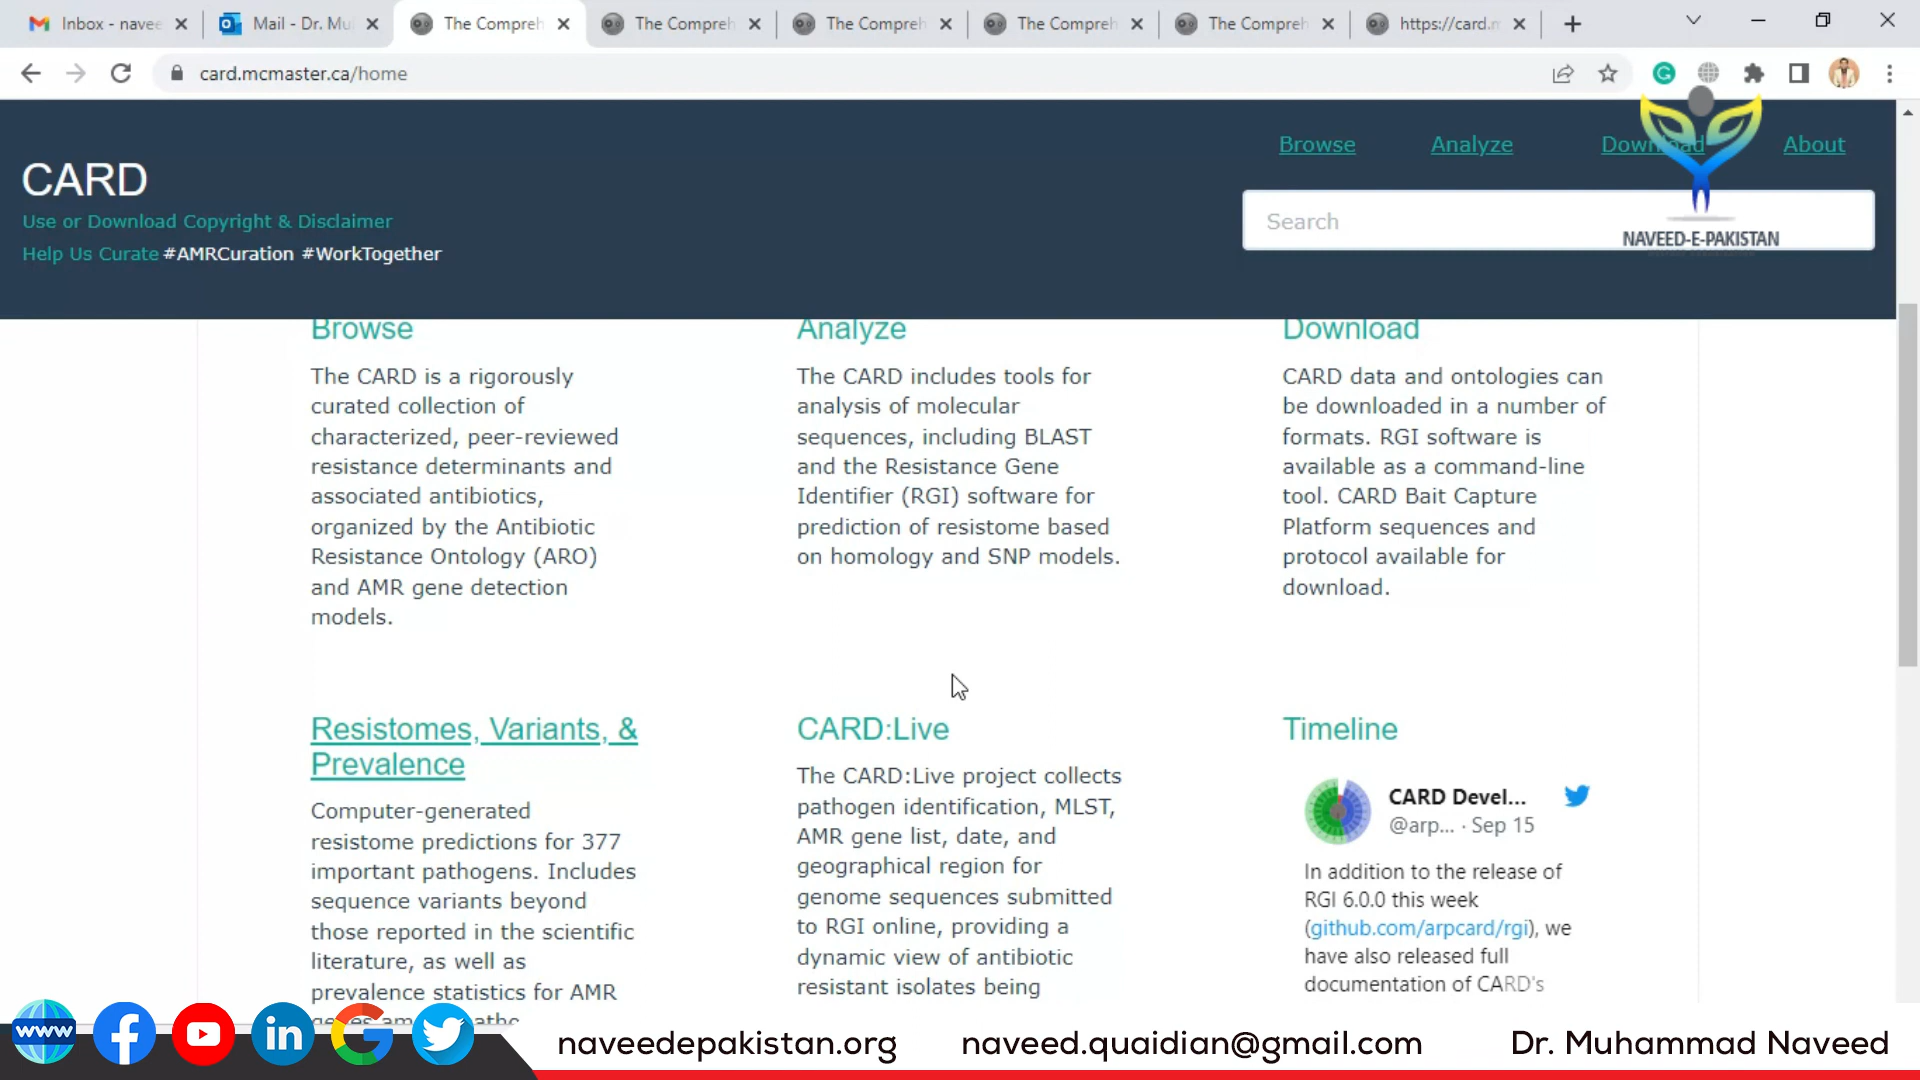 Inbox - navee
Mail - Dr. Mu
The Compreh
The Compreh
The Compreh
The Compreh
The Compreh
https://card.m
card.mcmaster.ca/home
CARD
Use or Download Copyright & Disclaimer
Help Us Curate #AMRCuration #WorkTogether
Browse
Analyze
Download
About
Search
NAVEED-E-PAKISTAN
Browse
The CARD is a rigorously
curated collection of
characterized, peer-reviewed
resistance determinants and
associated antibiotics,
organized by the Antibiotic
Resistance Ontology (ARO)
and AMR gene detection
models.
Analyze
The CARD includes tools for
analysis of molecular
sequences, including BLAST
and the Resistance Gene
Identifier (RGI) software for
prediction of resistome based
on homology and SNP models.
Download
CARD data and ontologies can
be downloaded in a number of
formats. RGI software is
available as a command-line
tool. CARD Bait Capture
Platform sequences and
protocol available for
download.
Resistomes, Variants, &
Prevalence
Computer-generated
resistome predictions for 377
important pathogens. Includes
sequence variants beyond
those reported in the scientific
literature, as well as
prevalence statistics for AMR
CARD:Live
The CARD:Live project collects
pathogen identification, MLST,
AMR gene list, date, and
geographical region for
genome sequences submitted
to RGI online, providing a
dynamic view of antibiotic
resistant isolates being
Timeline
CARD Devel...
@arp... · Sep 15
In addition to the release of
RGI 6.0.0 this week
(github.com/arpcard/rgi), we
have also released full
documentation of CARD's
www
naveedepakistan.org
naveed.quaidian@gmail.com
Dr. Muhammad Naveed